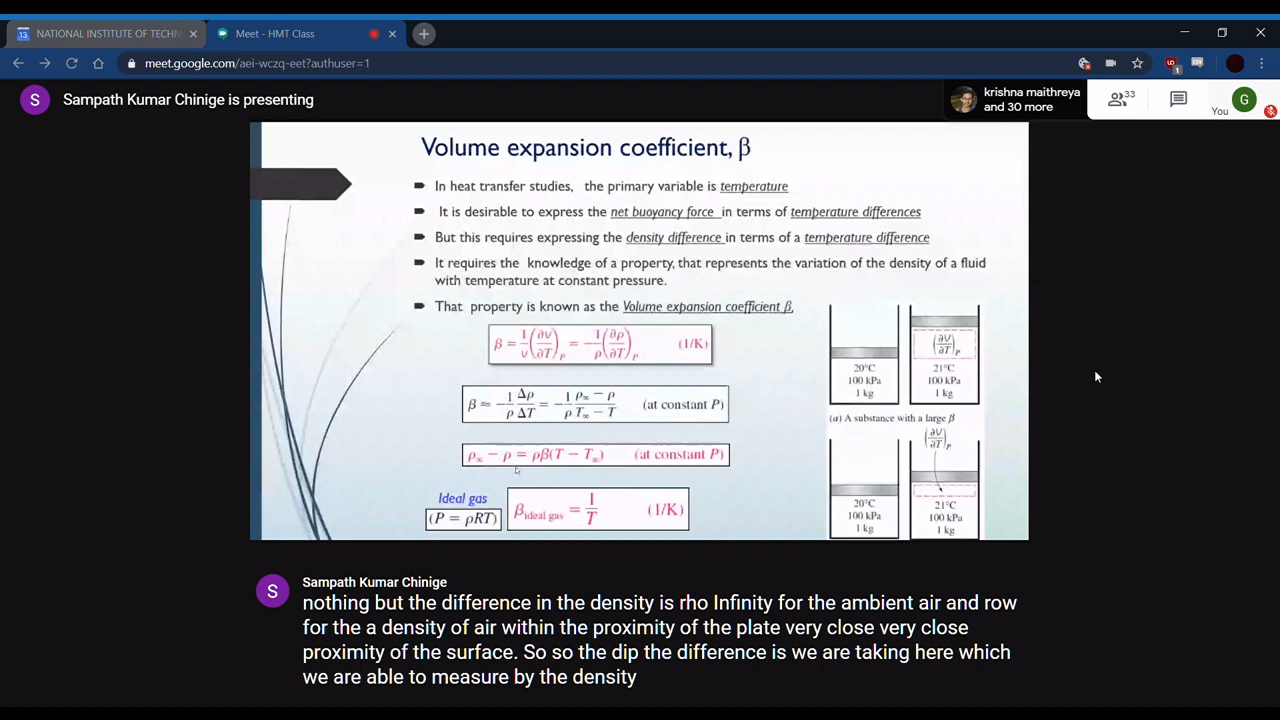 NATIONAL INSTITUTE OF TECHN
Meet - HMT Class
meet.google.com/aei-wczq-eet?authuser=1
S
Sampath Kumar Chinige is presenting
krishna maithreya
and 30 more
33
You
G
Volume expansion coefficient, β
In heat transfer studies, the primary variable is temperature
It is desirable to express the net buoyancy force in terms of temperature differences
But this requires expressing the density difference in terms of a temperature difference
It requires the knowledge of a property, that represents the variation of the density of a fluid
with temperature at constant pressure.
That property is known as the Volume expansion coefficient β,
β = 1/ν (∂ν/∂T)P = −1/ρ (∂ρ/∂T)P (1/K)
β ≈ −1/ρ Δρ/ΔT = −1/ρ ρ∞ − ρ/T∞ − T (at constant P)
ρ∞ − ρ = ρβ(T − T∞) (at constant P)
Ideal gas
(P = ρRT)
βideal gas = 1/T (1/K)
(∂V/∂T)P
20°C
100 kPa
1 kg
21°C
100 kPa
1 kg
(a) A substance with a large β
(∂V/∂T)P
20°C
100 kPa
1 kg
21°C
100 kPa
1 kg
S
Sampath Kumar Chinige
nothing but the difference in the density is rho Infinity for the ambient air and row
for the a density of air within the proximity of the plate very close very close
proximity of the surface. So so the dip the difference is we are taking here which
we are able to measure by the density